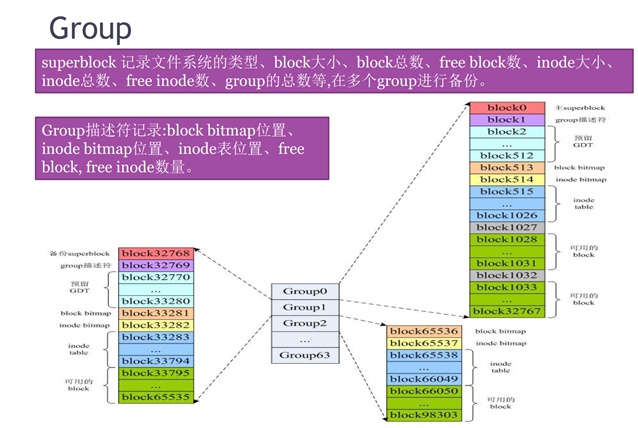 Group
superblock 记录文件系统的类型、block大小、block总数、free block数、inode大小、
inode总数、free inode数、group的总数等,在多个group进行备份。
Group描述符记录:block bitmap位置、
inode bitmap位置、inode表位置、free
block, free inode数量。
block0 主superblock
block1 group描述符
block2
...
block512
预留
GDT
block513 block bitmap
block514 inode bitmap
block515
...
block1026
inode
table
block1027
block1028
...
block1031
可用的
block
block1032
block1033
...
block32767
可用的
block
备份superblock block32768
group描述符 block32769
block32770
...
block33280
预留
GDT
block bitmap block33281
inode bitmap block33282
block33283
...
block33794
inode
table
block33795
...
block65535
可用的
block
Group0
Group1
Group2
...
Group63
block65536 block bitmap
block65537 inode bitmap
block65538
...
block66049
inode
table
block66050
...
block98303
可用的
block